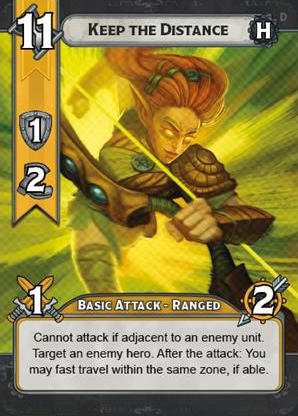 11
KEEP THE DISTANCE
H
D
1
2
1
BASIC ATTACK - RANGED
2
Cannot attack if adjacent to an enemy unit.
Target an enemy hero. After the attack: You
may fast travel within the same zone, if able.